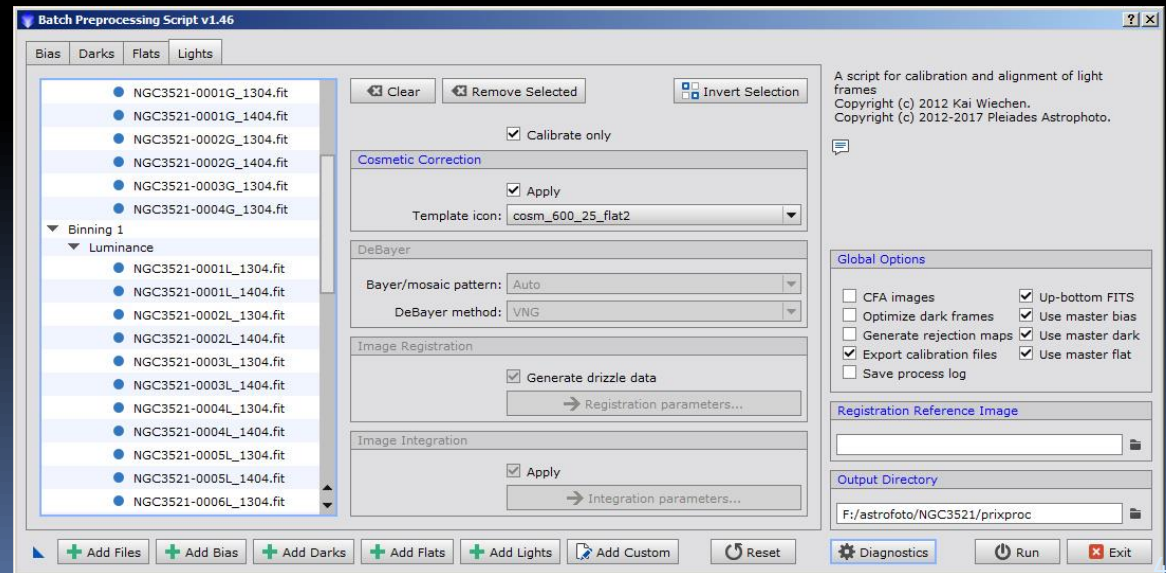 Batch Preprocessing Script v1.46
Bias Darks Flats Lights
NGC3521-0001G_1304.fit
NGC3521-0001G_1404.fit
NGC3521-0002G_1304.fit
NGC3521-0002G_1404.fit
NGC3521-0003G_1304.fit
NGC3521-0004G_1304.fit
Binning 1
Luminance
NGC3521-0001L_1304.fit
NGC3521-0001L_1404.fit
NGC3521-0002L_1304.fit
NGC3521-0002L_1404.fit
NGC3521-0003L_1304.fit
NGC3521-0003L_1404.fit
NGC3521-0004L_1304.fit
NGC3521-0004L_1404.fit
NGC3521-0005L_1304.fit
NGC3521-0005L_1404.fit
NGC3521-0006L_1304.fit
Clear Remove Selected Invert Selection
Calibrate only
Cosmetic Correction
Apply
Template icon: cosm_600_25_flat2
DeBayer
Bayer/mosaic pattern: Auto
DeBayer method: VNG
Image Registration
Generate drizzle data
Registration parameters...
Image Integration
Apply
Integration parameters...
A script for calibration and alignment of light
frames
Copyright (c) 2012 Kai Wiechen.
Copyright (c) 2012-2017 Pleiades Astrophoto.
Global Options
CFA images Up-bottom FITS
Optimize dark frames Use master bias
Generate rejection maps Use master dark
Export calibration files Use master flat
Save process log
Registration Reference Image
Output Directory
F:/astrofoto/NGC3521/prixproc
Add Files Add Bias Add Darks Add Flats Add Lights Add Custom Reset Diagnostics Run Exit